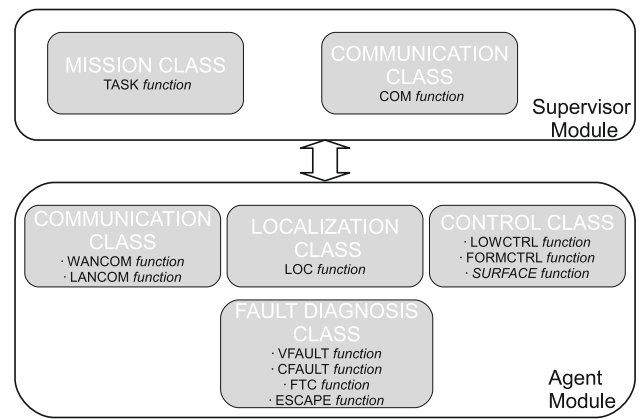 MISSION CLASS
TASK function
COMMUNICATION
CLASS
COM function
Supervisor
Module
COMMUNICATION
CLASS
· WANCOM function
· LANCOM function
LOCALIZATION
CLASS
LOC function
CONTROL CLASS
· LOWCTRL function
· FORMCTRL function
· SURFACE function
FAULT DIAGNOSIS
CLASS
· VFAULT function
· CFAULT function
· FTC function
· ESCAPE function
Agent
Module